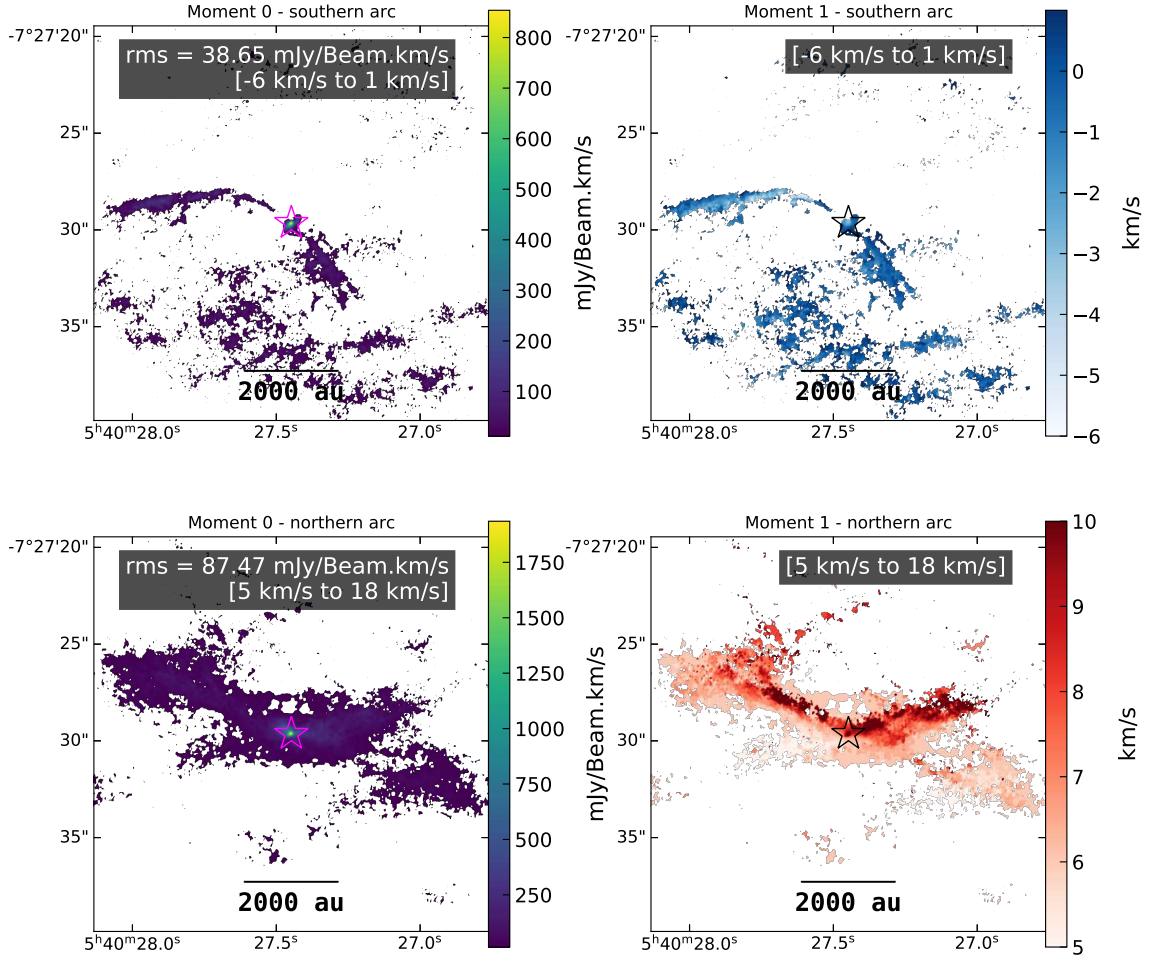 Moment 0 - southern arc
rms = 38.65 mJy/Beam.km/s
[-6 km/s to 1 km/s]
-7°27'20"
25"
30"
35"
2000 au
5ʰ40ᵐ28.0ˢ
27.5ˢ
27.0ˢ
800
700
600
500
400
300
200
100
mJy/Beam.km/s
Moment 1 - southern arc
[-6 km/s to 1 km/s]
-7°27'20"
25"
30"
35"
2000 au
5ʰ40ᵐ28.0ˢ
27.5ˢ
27.0ˢ
0
−1
−2
−3
−4
−5
−6
km/s
Moment 0 - northern arc
rms = 87.47 mJy/Beam.km/s
[5 km/s to 18 km/s]
-7°27'20"
25"
30"
35"
2000 au
5ʰ40ᵐ28.0ˢ
27.5ˢ
27.0ˢ
1750
1500
1250
1000
750
500
250
mJy/Beam.km/s
Moment 1 - northern arc
[5 km/s to 18 km/s]
-7°27'20"
25"
30"
35"
2000 au
5ʰ40ᵐ28.0ˢ
27.5ˢ
27.0ˢ
10
9
8
7
6
5
km/s